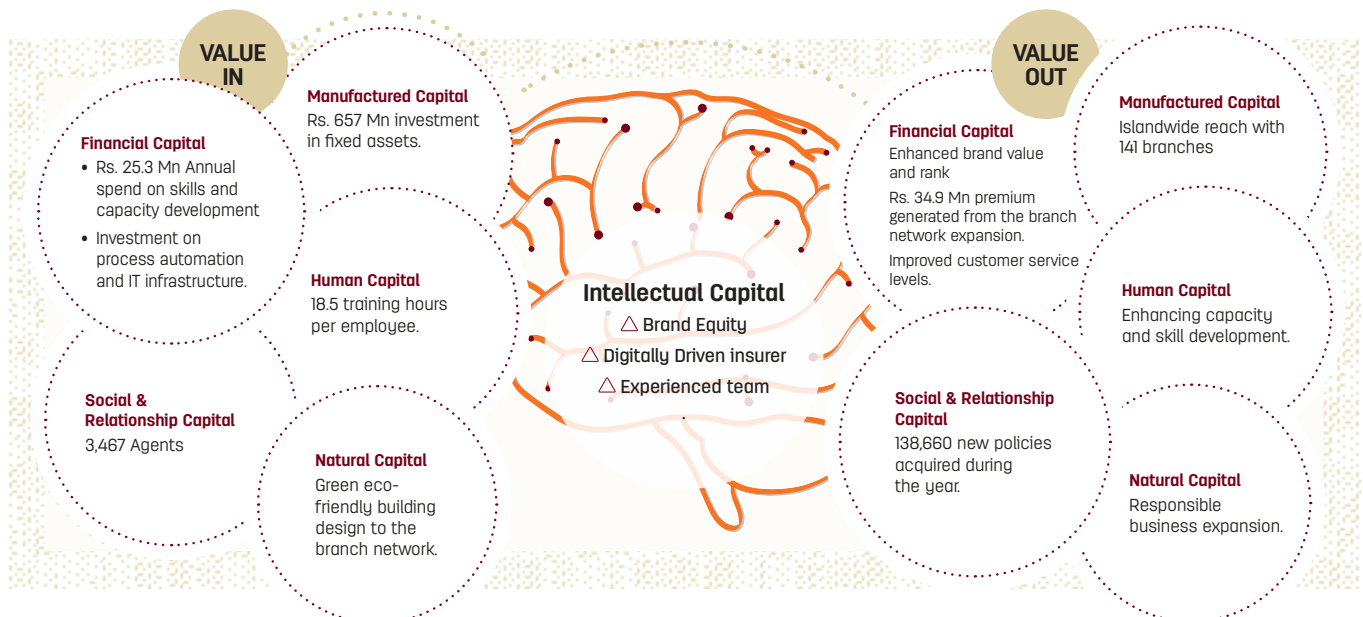 VALUE
IN
Financial Capital
• Rs. 25.3 Mn Annual
spend on skills and
capacity development
• Investment on
process automation
and IT infrastructure.
Manufactured Capital
Rs. 657 Mn investment
in fixed assets.
Human Capital
18.5 training hours
per employee.
Social &
Relationship Capital
3,467 Agents
Natural Capital
Green eco-
friendly building
design to the
branch network.
Intellectual Capital
△ Brand Equity
△ Digitally Driven insurer
△ Experienced team
VALUE
OUT
Financial Capital
Enhanced brand value
and rank
Rs. 34.9 Mn premium
generated from the branch
network expansion.
Improved customer service
levels.
Manufactured Capital
Islandwide reach with
141 branches
Human Capital
Enhancing capacity
and skill development.
Social & Relationship
Capital
138,660 new policies
acquired during
the year.
Natural Capital
Responsible
business expansion.